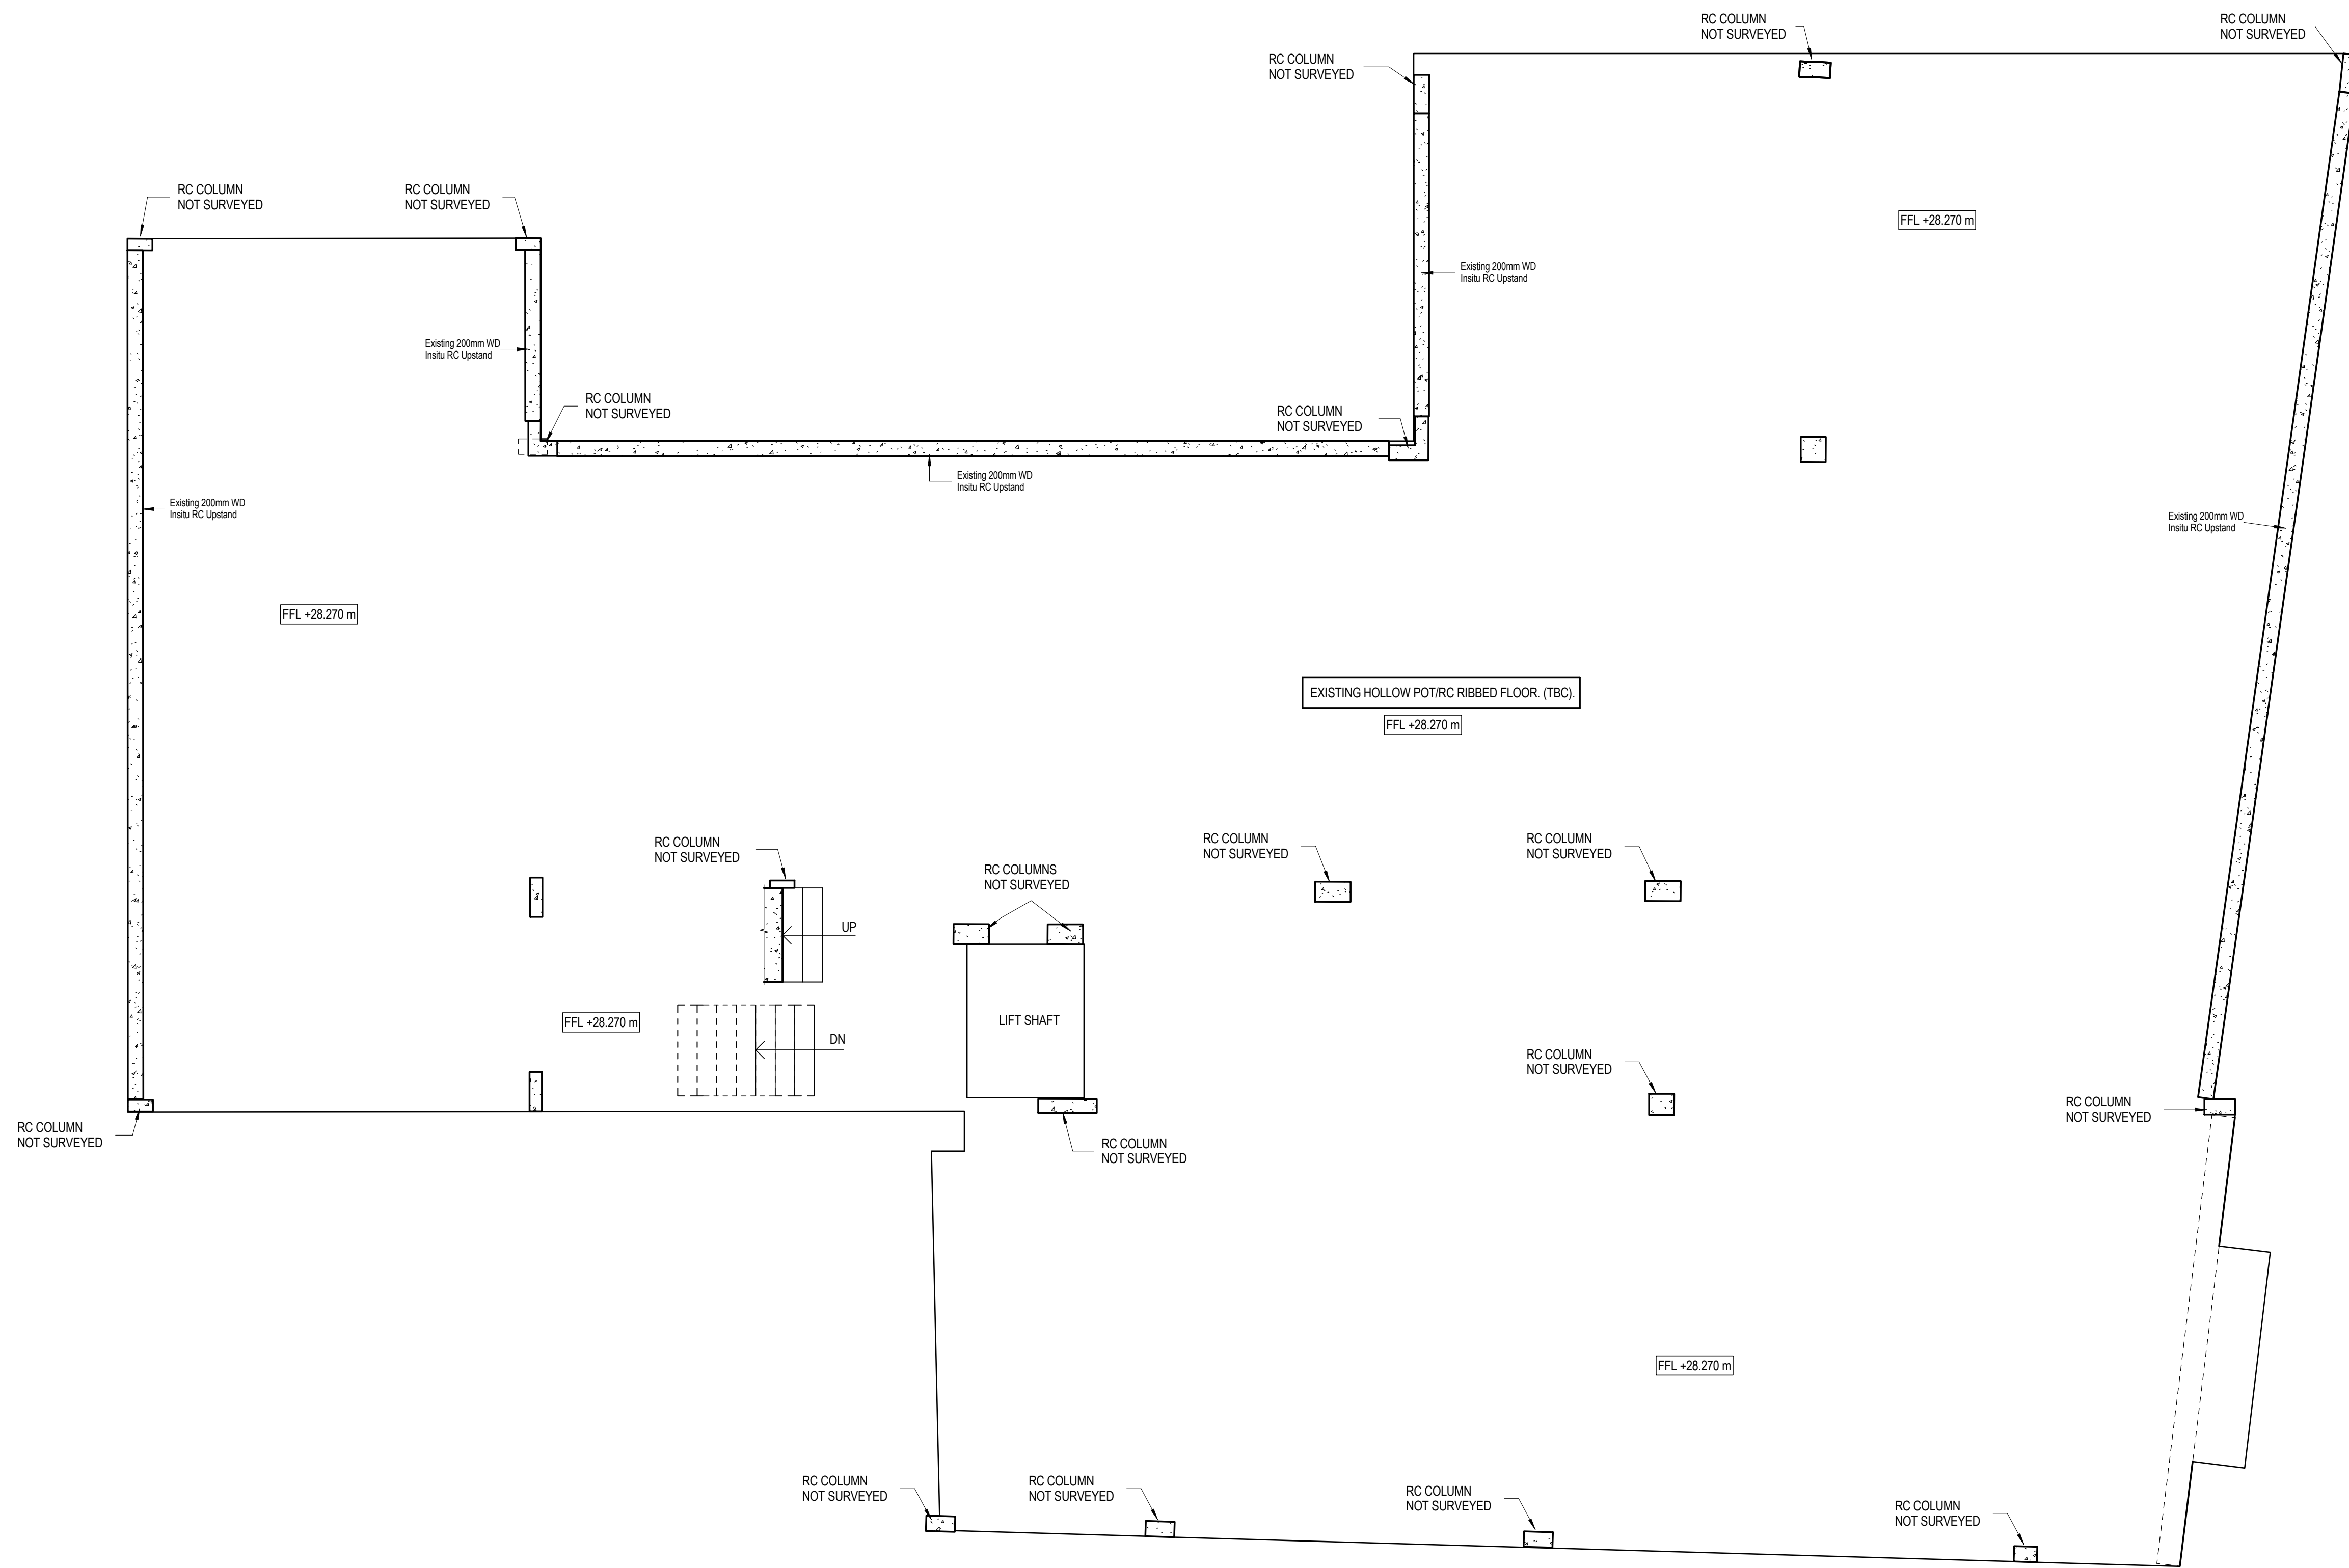 RC COLUMN
NOT SURVEYED
RC COLUMN
NOT SURVEYED
RC COLUMN
NOT SURVEYED
RC COLUMN
NOT SURVEYED
RC COLUMN
NOT SURVEYED
FFL +28.270 m
Existing 200mm WD
Insitu RC Upstand
Existing 200mm WD
Insitu RC Upstand
RC COLUMN
NOT SURVEYED
RC COLUMN
NOT SURVEYED
Existing 200mm WD
Insitu RC Upstand
Existing 200mm WD
Insitu RC Upstand
Existing 200mm WD
Insitu RC Upstand
FFL +28.270 m
EXISTING HOLLOW POT/RC RIBBED FLOOR. (TBC).
FFL +28.270 m
RC COLUMN
NOT SURVEYED
RC COLUMNS
NOT SURVEYED
RC COLUMN
NOT SURVEYED
RC COLUMN
NOT SURVEYED
UP
FFL +28.270 m
DN
LIFT SHAFT
RC COLUMN
NOT SURVEYED
RC COLUMN
NOT SURVEYED
RC COLUMN
NOT SURVEYED
RC COLUMN
NOT SURVEYED
FFL +28.270 m
RC COLUMN
NOT SURVEYED
RC COLUMN
NOT SURVEYED
RC COLUMN
NOT SURVEYED
RC COLUMN
NOT SURVEYED